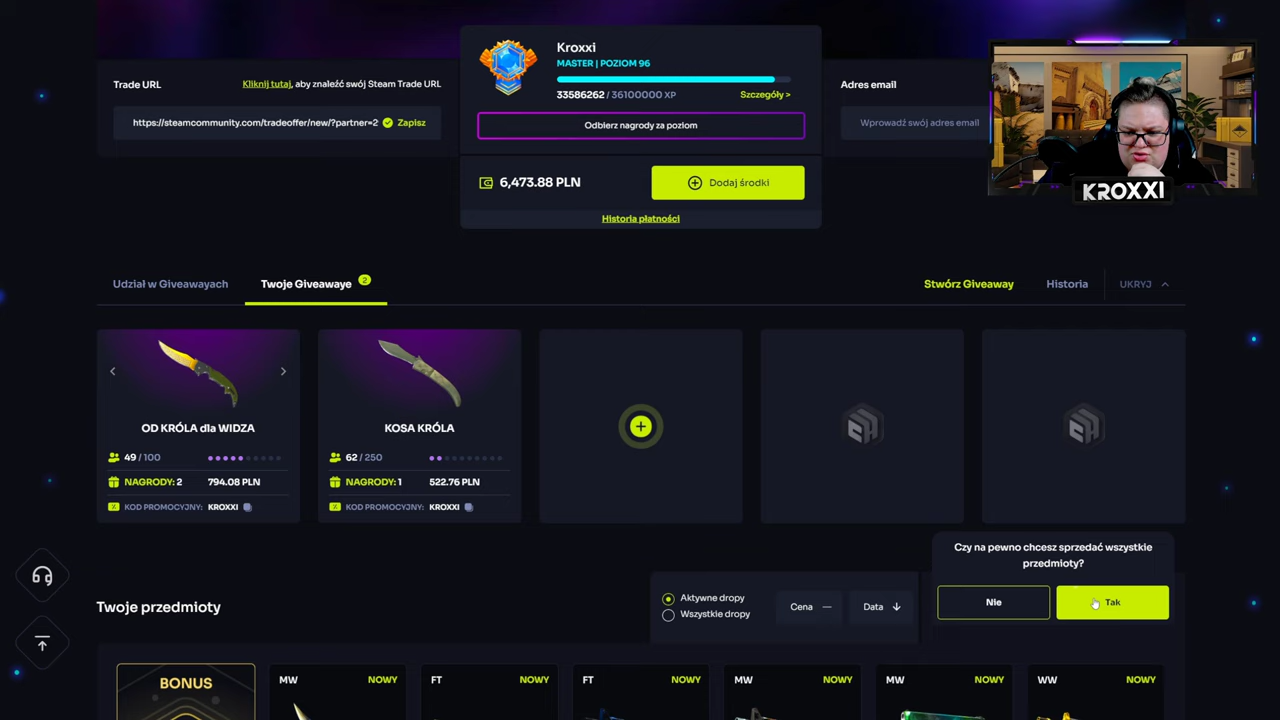 Kroxxi
MASTER | POZIOM 96
33586262 / 36100000 XP
Szczegóły >
Odbierz nagrody za poziom
6,473.88 PLN
Dodaj środki
Historia płatności
Trade URL
Kliknij tutaj, aby znaleźć swój Steam Trade URL
https://steamcommunity.com/tradeoffer/new/?partner=2
Zapisz
Adres email
Wprowadź swój adres email
KROXXI
Udział w Giveawayach
Twoje Giveawaye 2
Stwórz Giveaway
Historia
UKRYJ
OD KRÓLA dla WIDZA
49 / 100
NAGRODY: 2
794.08 PLN
KOD PROMOCYJNY: KROXXI
KOSA KRÓLA
62 / 250
NAGRODY: 1
522.76 PLN
KOD PROMOCYJNY: KROXXI
Czy na pewno chcesz sprzedać wszystkie
przedmioty?
Nie
Tak
Twoje przedmioty
Aktywne dropy
Wszystkie dropy
Cena
Data
BONUS
MW NOWY
FT NOWY
FT NOWY
MW NOWY
MW NOWY
WW NOWY